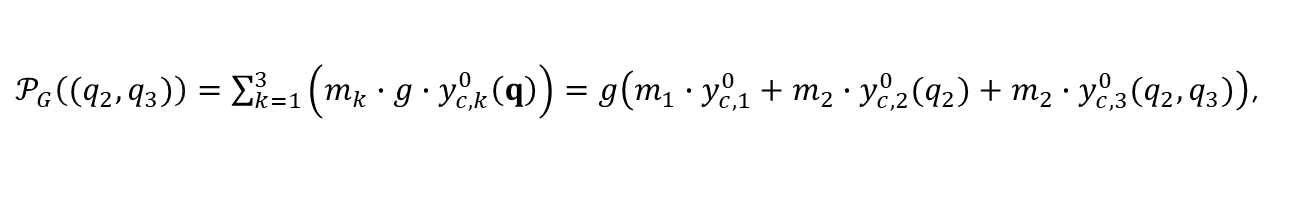 𝒫_G((q_2, q_3)) = ∑_{k=1}^{3} (m_k · g · y_{c,k}^0(𝐪)) = g(m_1 · y_{c,1}^0 + m_2 · y_{c,2}^0(q_2) + m_2 · y_{c,3}^0(q_2, q_3)),